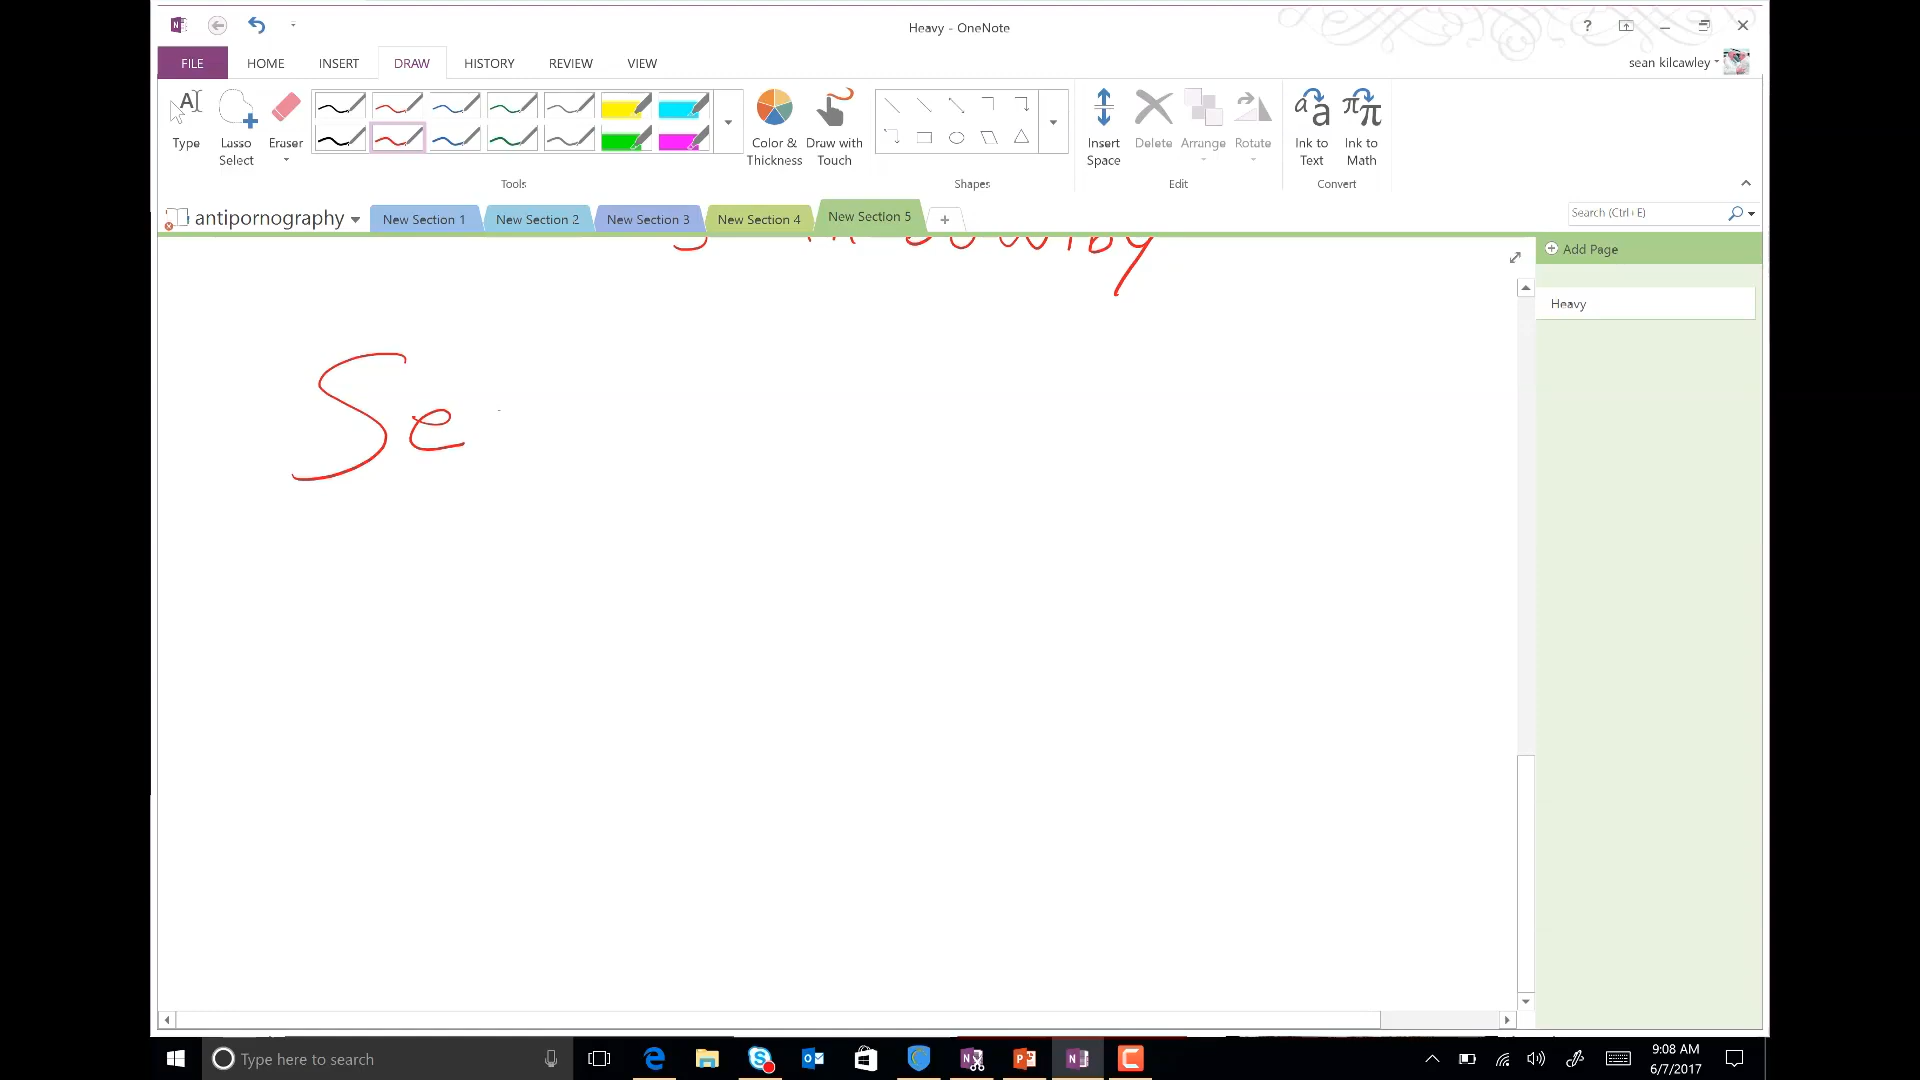 Heavy - OneNote
?
FILE HOME INSERT DRAW HISTORY REVIEW VIEW
sean kilcawley
Type
Lasso
Select
Eraser
Color &
Thickness
Draw with
Touch
Insert
Space
Delete
Arrange
Rotate
Ink to
Text
Ink to
Math
Tools
Shapes
Edit
Convert
antipornography
New Section 1
New Section 2
New Section 3
New Section 4
New Section 5
Search (Ctrl+E)
Add Page
Heavy
Se
Type here to search
9:08 AM
6/7/2017